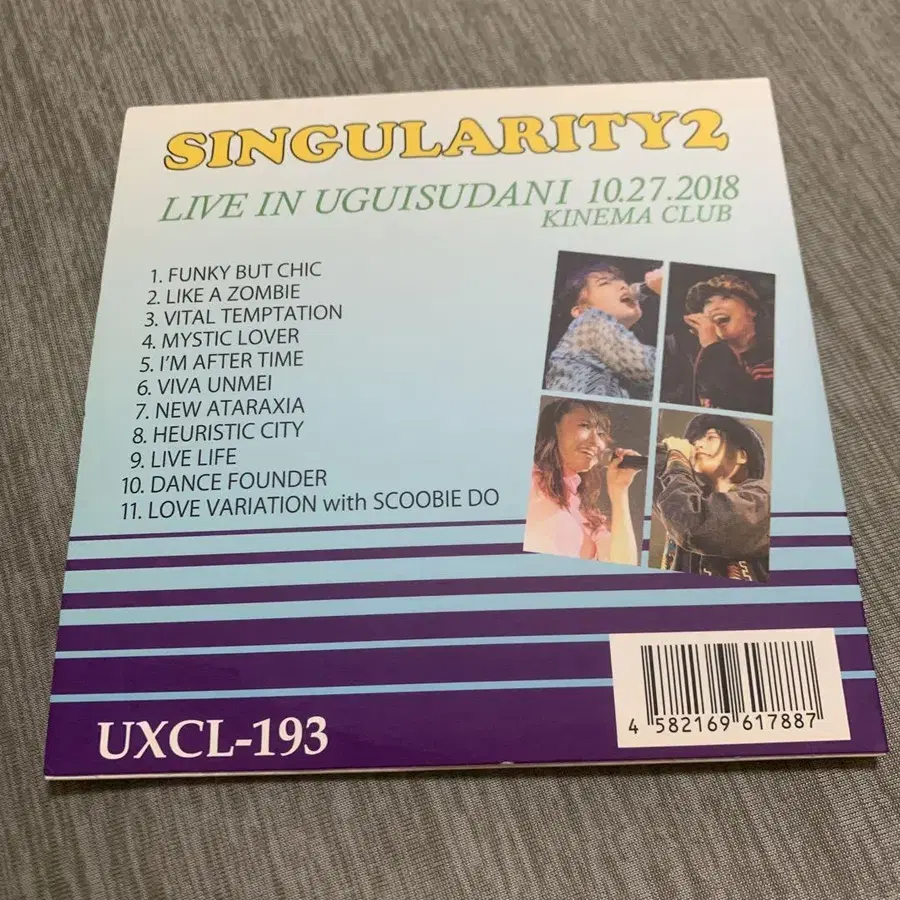 SINGULARITY2
LIVE IN UGUISUDANI 10.27.2018
KINEMA CLUB
1. FUNKY BUT CHIC
2. LIKE A ZOMBIE
3. VITAL TEMPTATION
4. MYSTIC LOVER
5. I'M AFTER TIME
6. VIVA UNMEI
7. NEW ATARAXIA
8. HEURISTIC CITY
9. LIVE LIFE
10. DANCE FOUNDER
11. LOVE VARIATION with SCOOBIE DO
UXCL-193
4 582169 617887